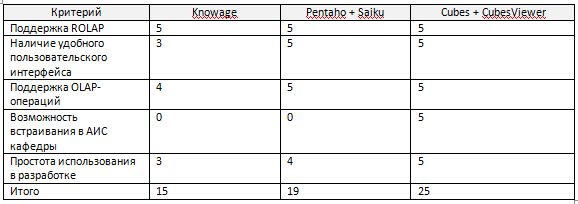 Критерий Knowage Pentaho + Saiku Cubes + CubesViewer
Поддержка ROLAP 5 5 5
Наличие удобного 3 5 5
пользовательского
интерфейса
Поддержка OLAP- 4 5 5
операций
Возможность 0 0 5
встраивания в АИС
кафедры
Простота использования 3 4 5
в разработке
Итого 15 19 25